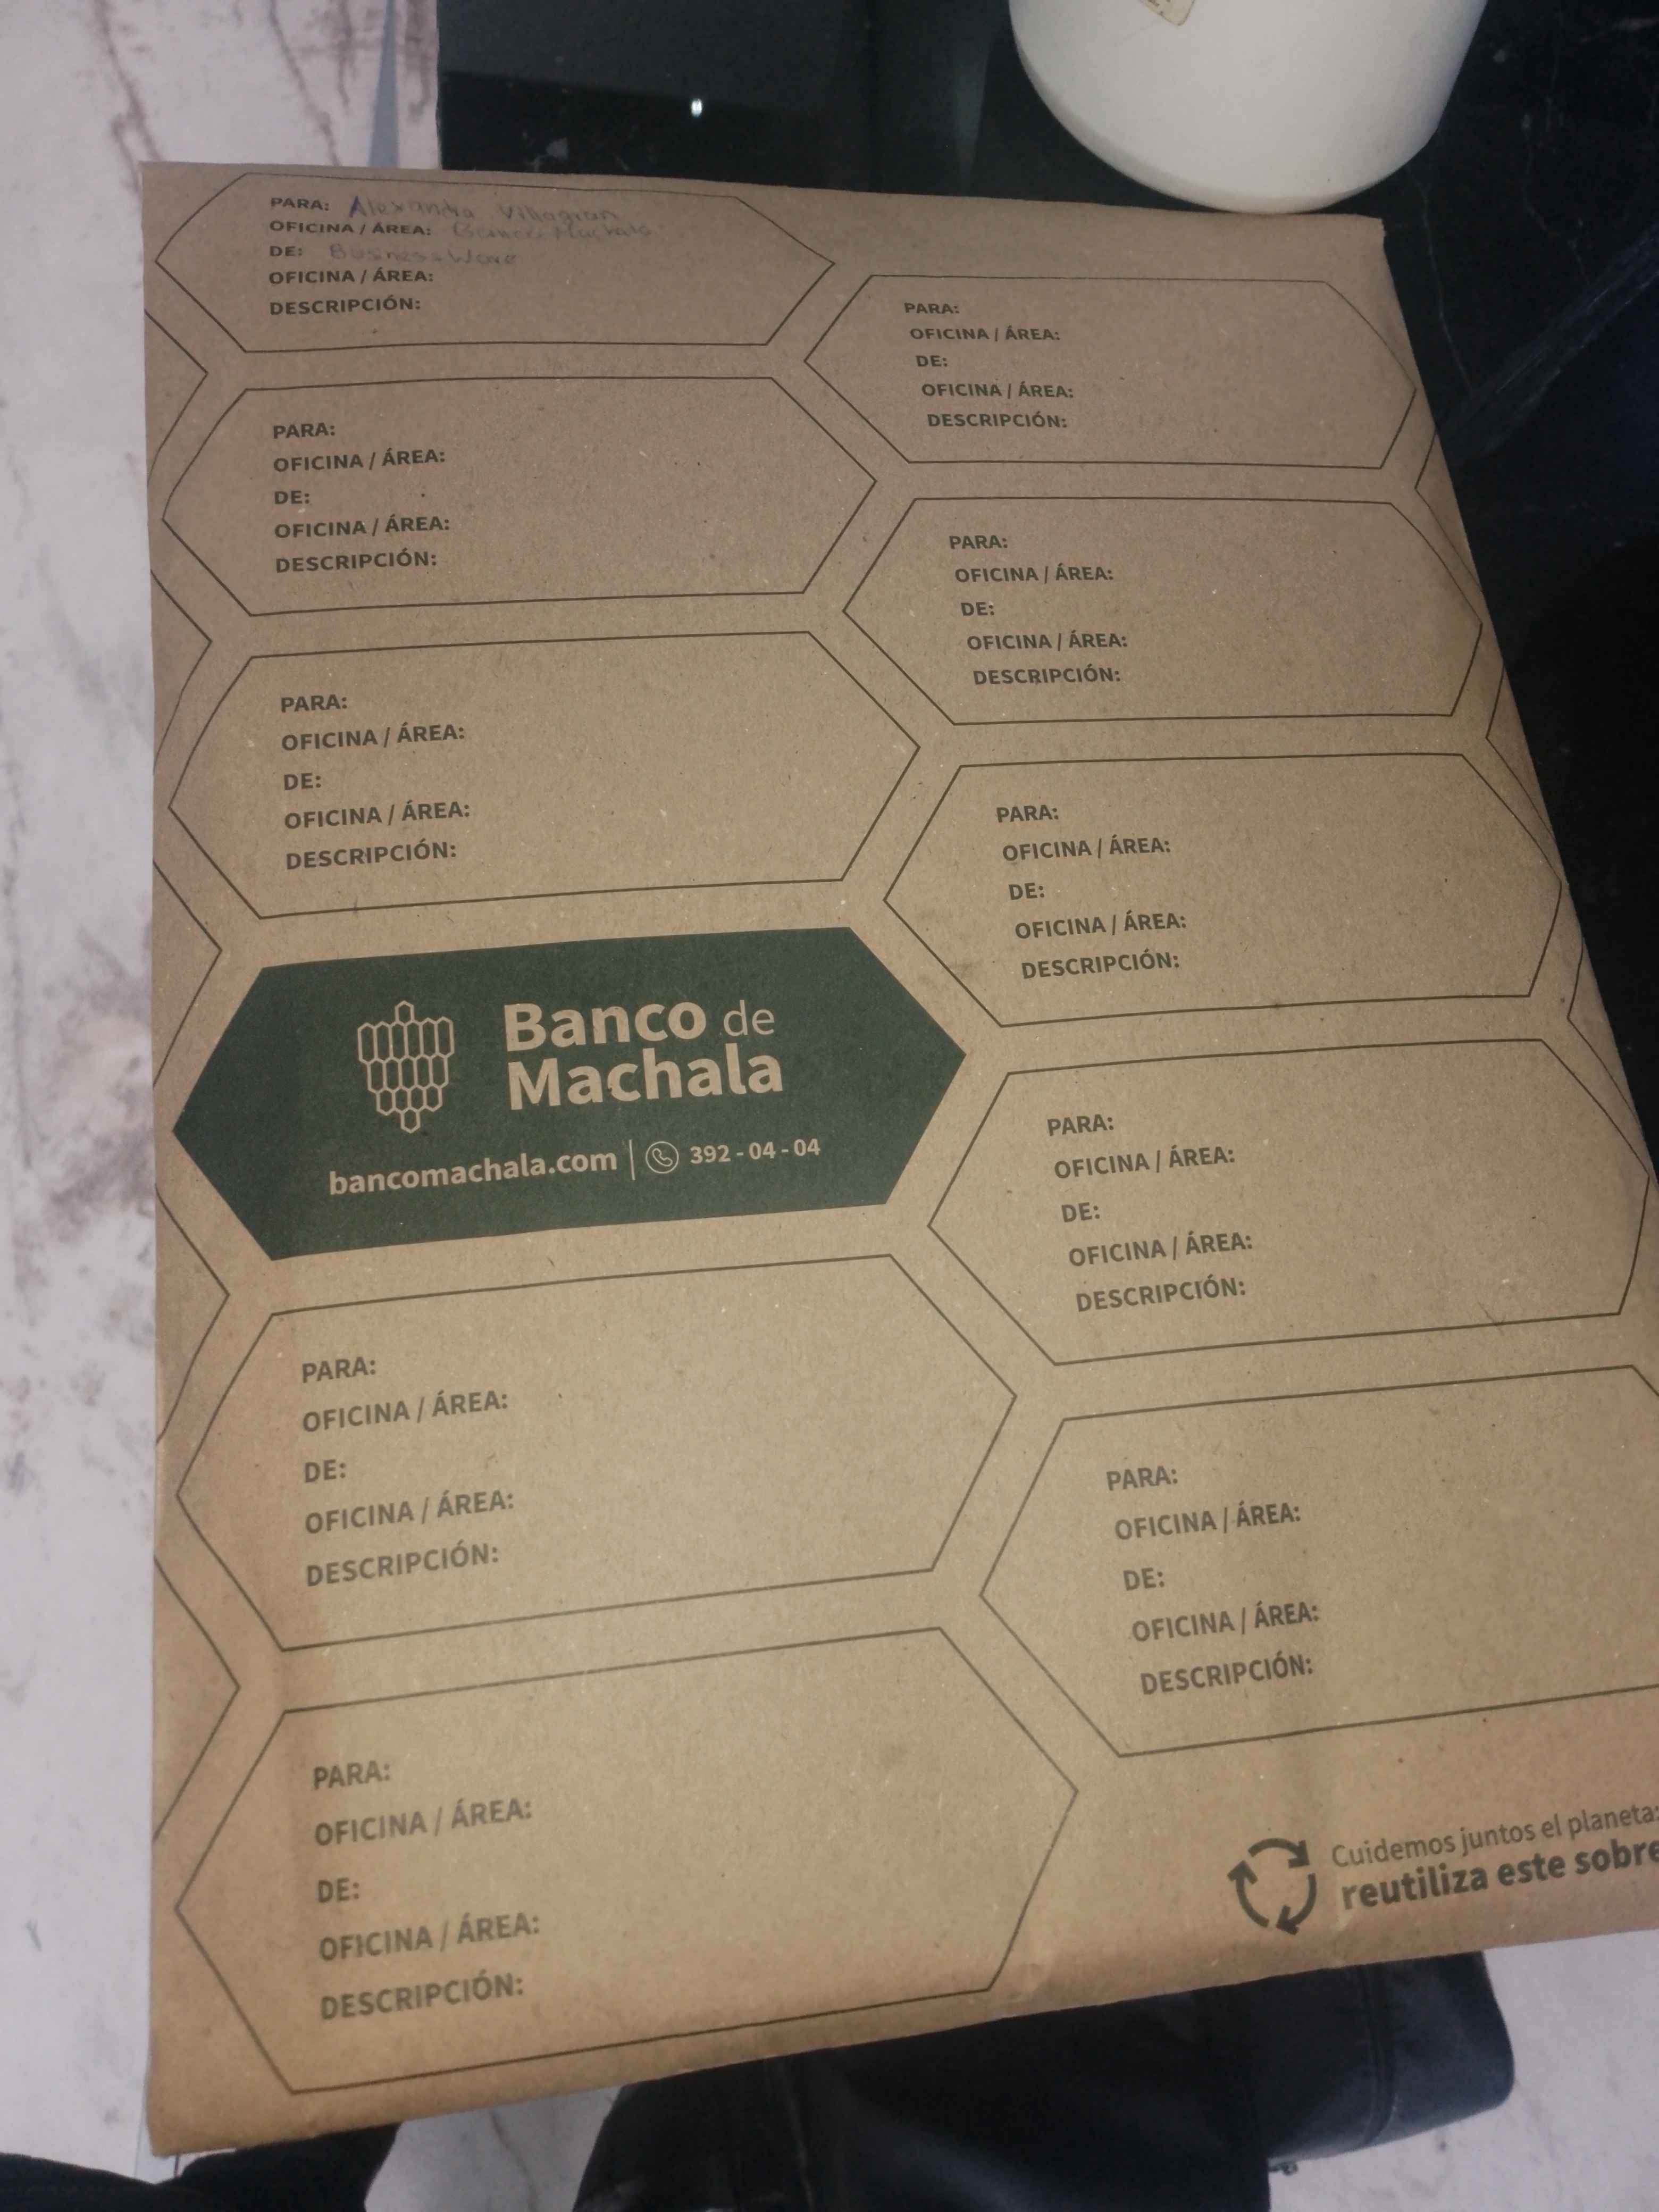 PARA: Alexandra Villagran
OFICINA / ÁREA: Banco Machala
DE: Business Wave
OFICINA / ÁREA:
DESCRIPCIÓN:
PARA:
OFICINA / ÁREA:
DE:
OFICINA / ÁREA:
DESCRIPCIÓN:
PARA:
OFICINA / ÁREA:
DE:
OFICINA / ÁREA:
DESCRIPCIÓN:
Banco de
Machala
bancomachala.com | 392-04-04
PARA:
OFICINA / ÁREA:
DE:
OFICINA / ÁREA:
DESCRIPCIÓN:
PARA:
OFICINA / ÁREA:
DE:
OFICINA / ÁREA:
DESCRIPCIÓN:
PARA:
OFICINA / ÁREA:
DE:
OFICINA / ÁREA:
DESCRIPCIÓN:
PARA:
OFICINA / ÁREA:
DE:
OFICINA / ÁREA:
DESCRIPCIÓN:
PARA:
OFICINA / ÁREA:
DE:
OFICINA / ÁREA:
DESCRIPCIÓN:
PARA:
OFICINA / ÁREA:
DE:
OFICINA / ÁREA:
DESCRIPCIÓN:
PARA:
OFICINA / ÁREA:
DE:
OFICINA / ÁREA:
DESCRIPCIÓN:
Cuidemos juntos el planeta:
reutiliza este sobre